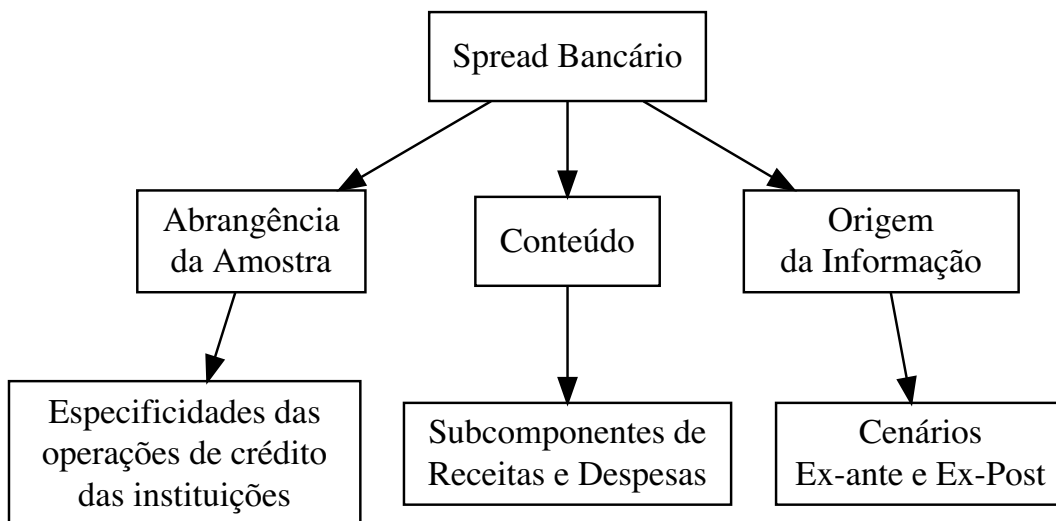 Spread Bancário
Abrangência
da Amostra
Conteúdo
Origem
da Informação
Especificidades das
operações de crédito
das instituições
Subcomponentes de
Receitas e Despesas
Cenários
Ex-ante e Ex-Post